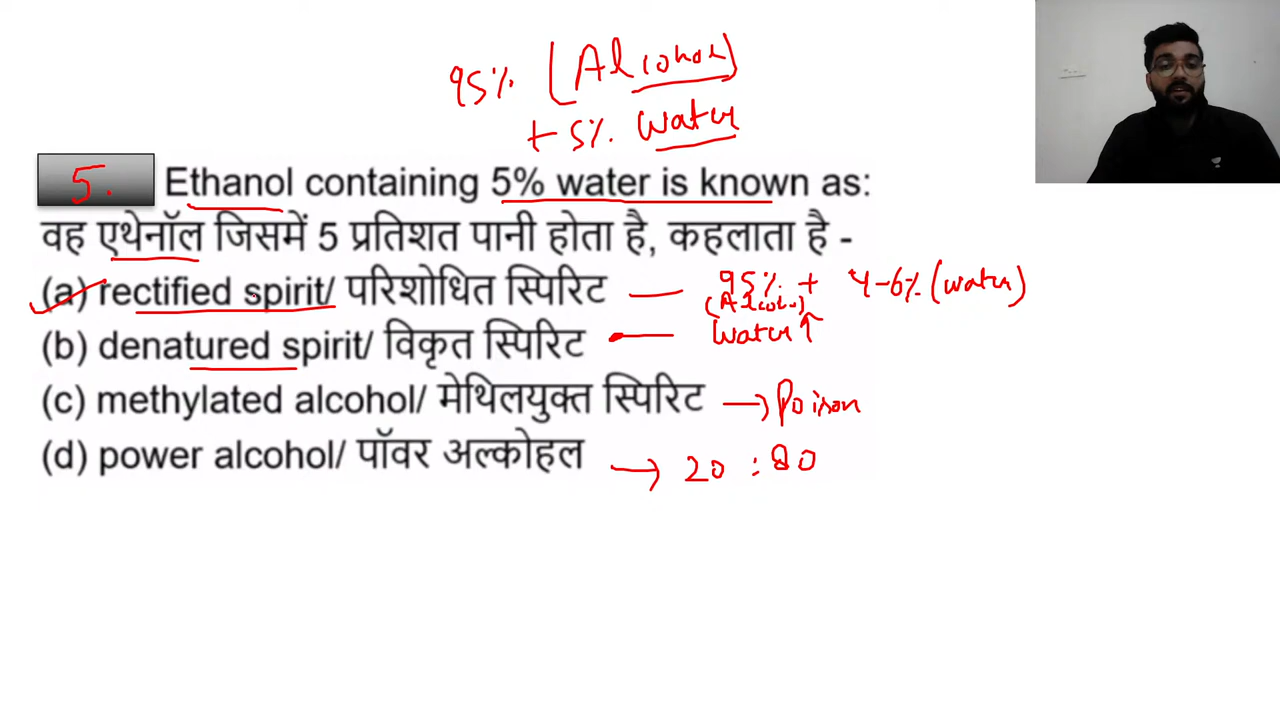 95% (Alcohol)
+ 5% Water
5. Ethanol containing 5% water is known as:
वह एथेनॉल जिसमें 5 प्रतिशत पानी होता है, कहलाता है -
(a) rectified spirit/ परिशोधित स्पिरिट — 95% + 4-6% (water)
(Alcohol)
(b) denatured spirit/ विकृत स्पिरिट — Water ↑
(c) methylated alcohol/ मेथिलयुक्त स्पिरिट → Poison
(d) power alcohol/ पॉवर अल्कोहल → 20 : 80